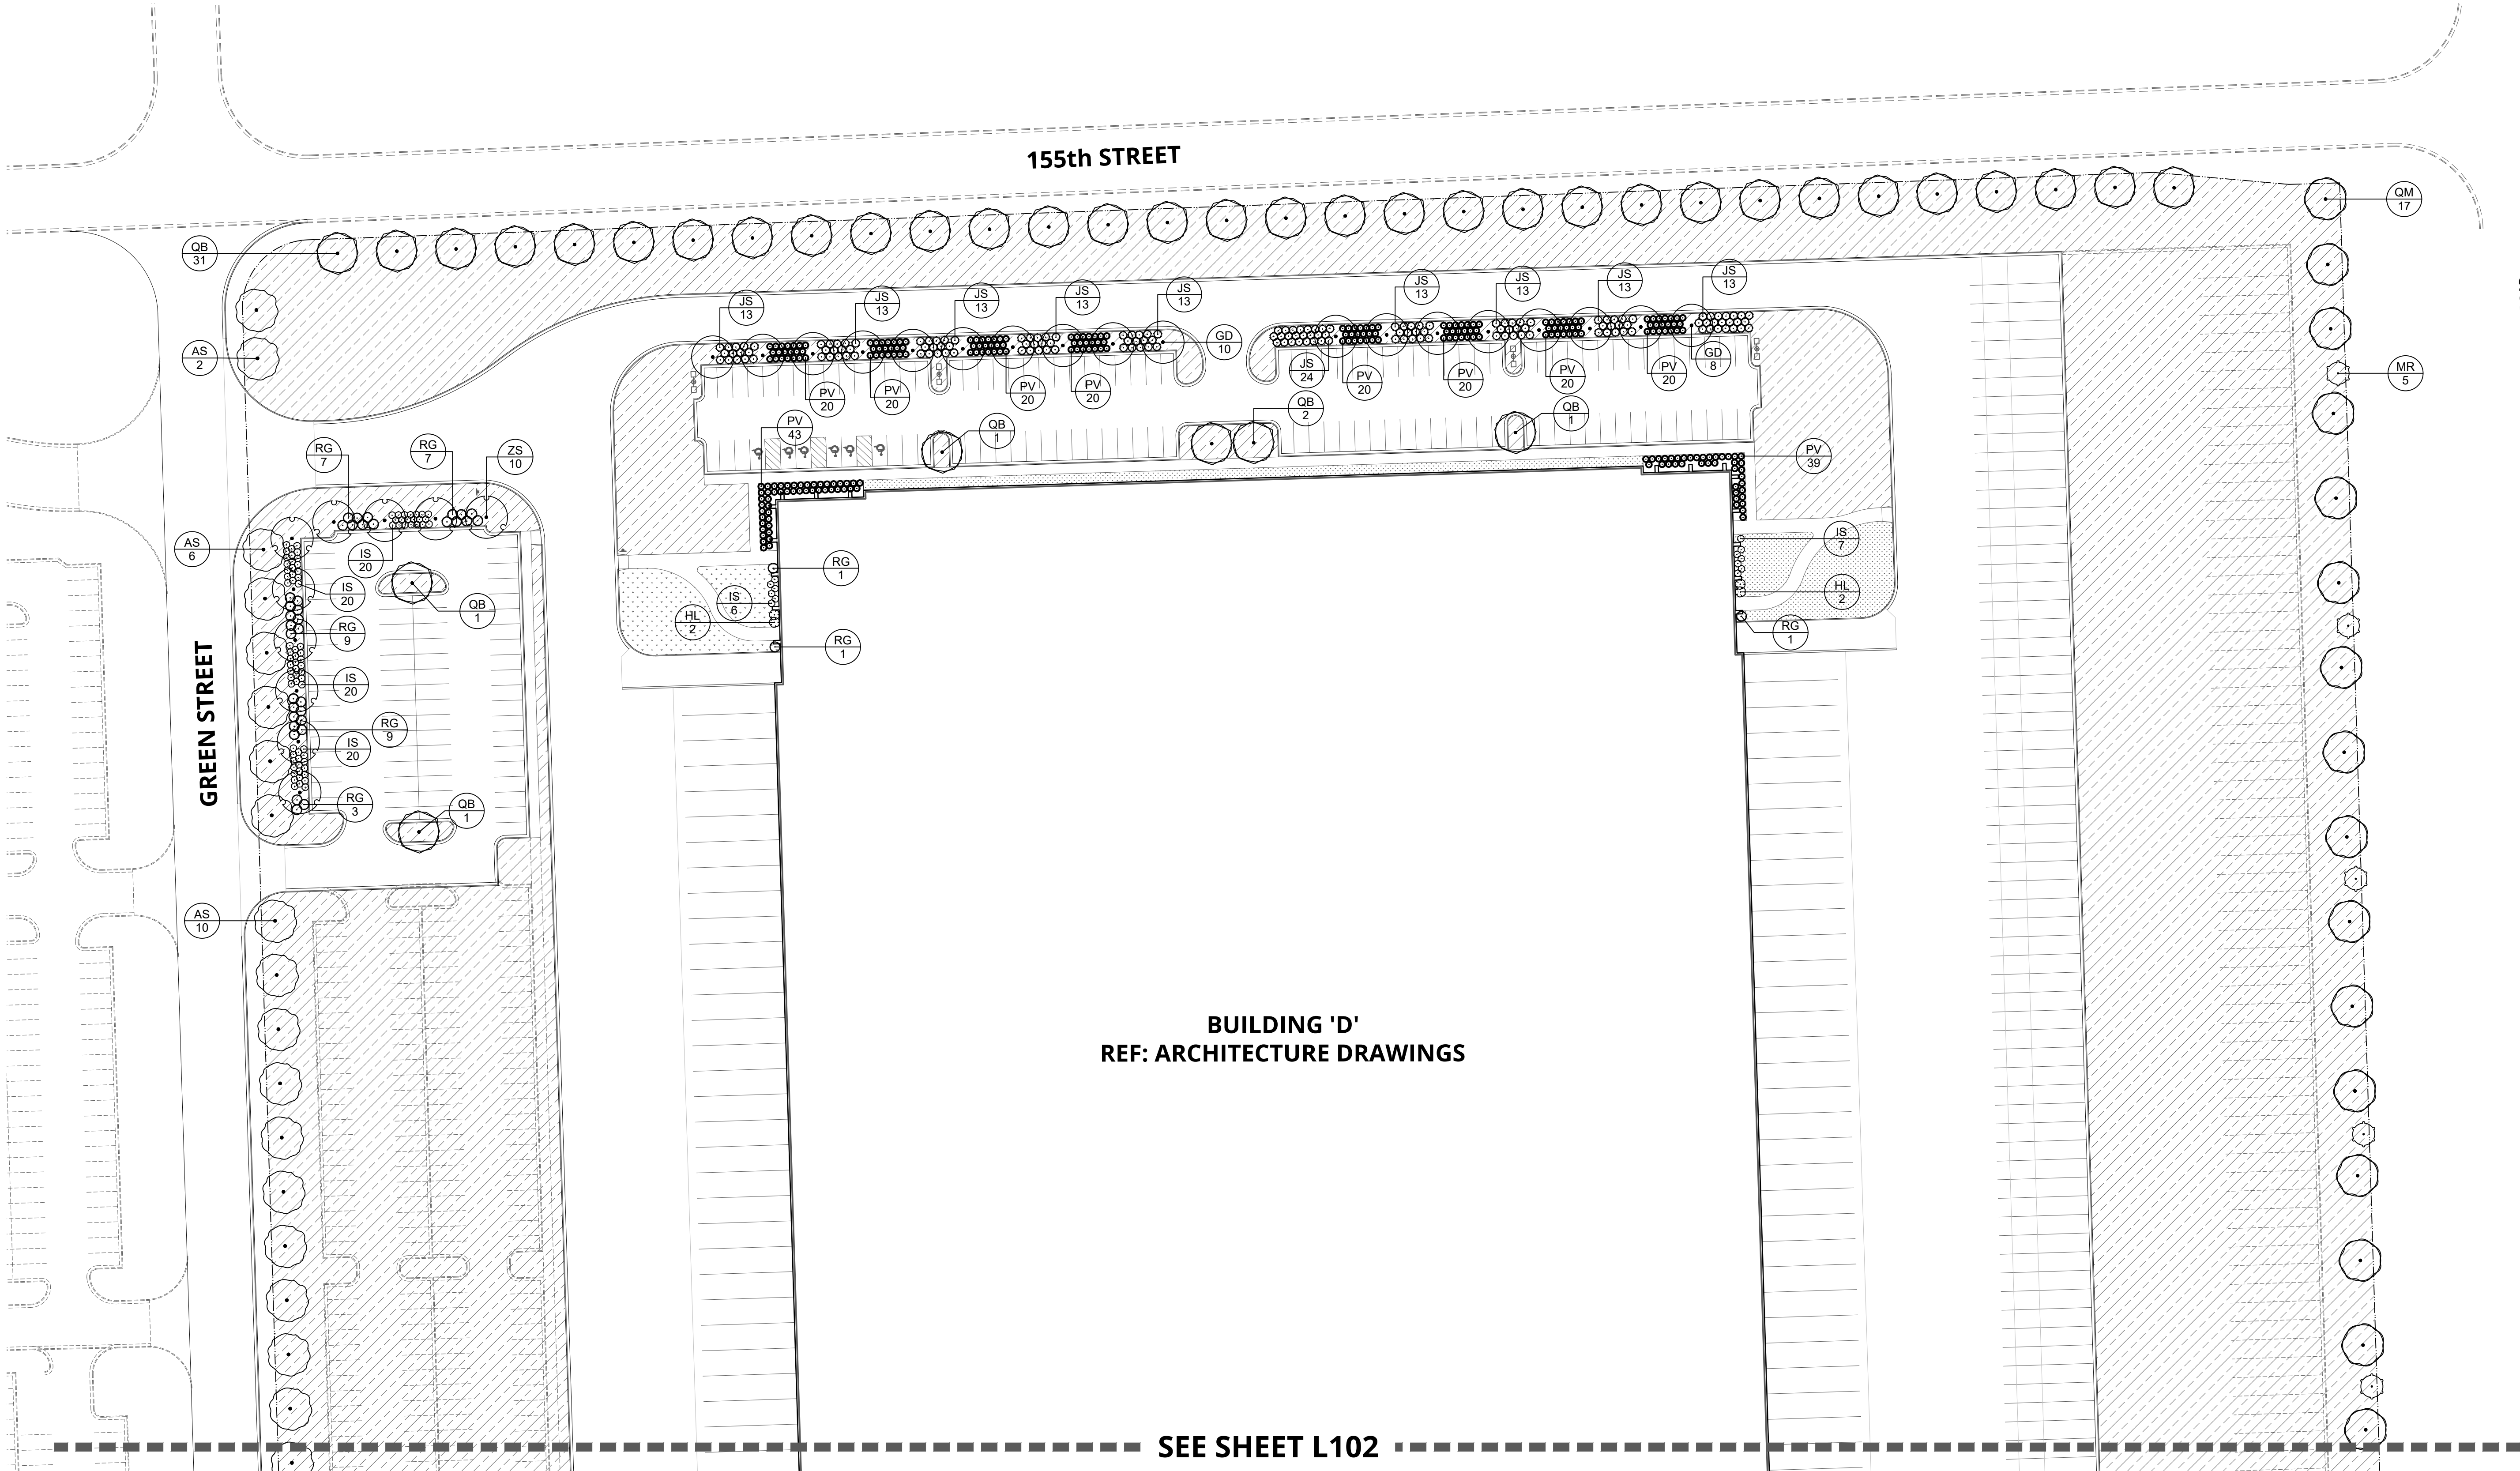 155th STREET
QM
17
QB
31
JS
13
JS
13
JS
13
JS
13
JS
13
JS
13
JS
13
JS
13
JS
13
AS
2
GD
10
GD
8
MR
5
JS
24
PV
20
PV
20
PV
20
PV
20
PV
20
PV
20
PV
20
PV
20
PV
43
QB
1
QB
2
QB
1
RG
7
RG
7
ZS
10
PV
39
AS
6
IS
20
IS
20
QB
1
RG
9
IS
20
RG
9
IS
20
RG
3
QB
1
RG
1
IS
6
HL
2
RG
1
IS
7
HL
2
RG
1
GREEN STREET
AS
10
BUILDING 'D'
REF: ARCHITECTURE DRAWINGS
SEE SHEET L102